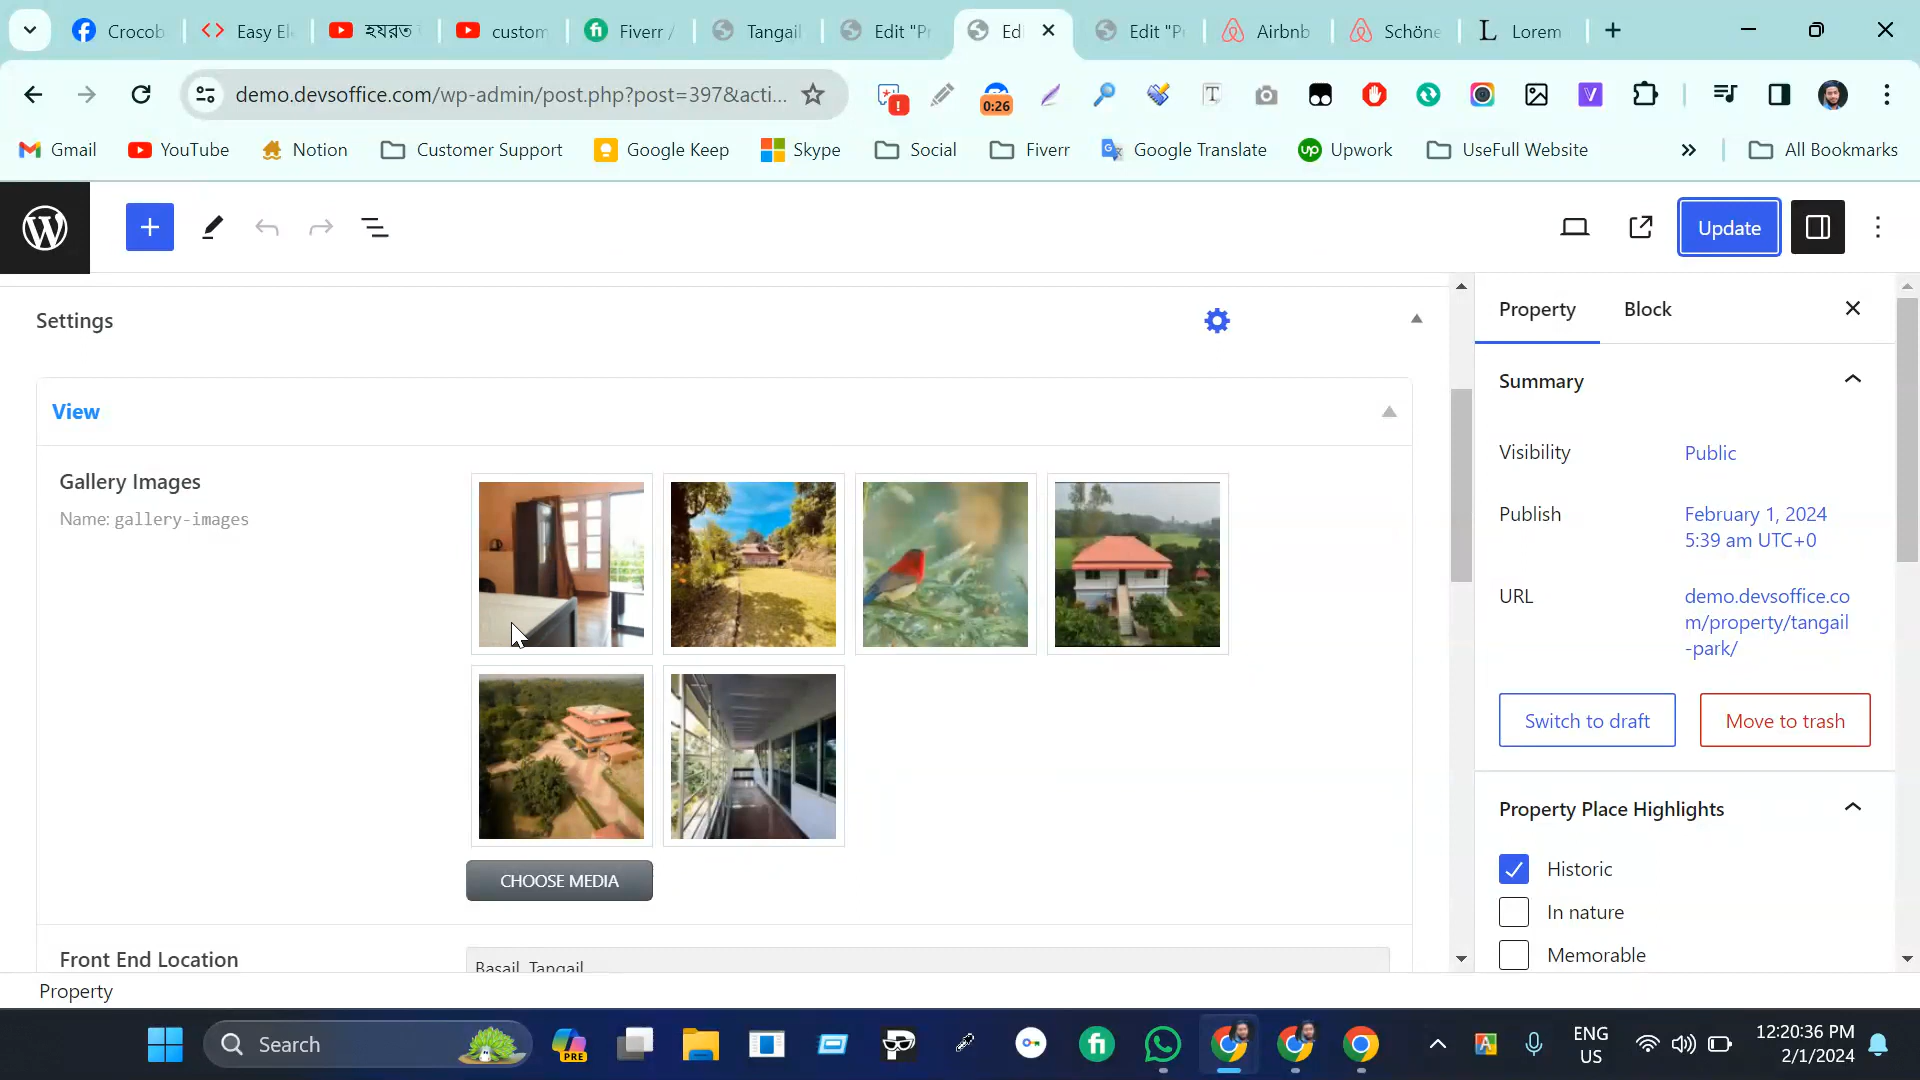 Crocob
Easy El
হযরত
custom
Fiverr /
Tangail
Edit "Pr
Edi
Edit "Pr
Airbnb
Schöne
Lorem
demo.devsoffice.com/wp-admin/post.php?post=397&acti...
0:26
Gmail
YouTube
Notion
Customer Support
Google Keep
Skype
Social
Fiverr
Google Translate
Upwork
UseFull Website
All Bookmarks
Update
Settings
View
Gallery Images
Name: gallery-images
CHOOSE MEDIA
Front End Location
Basail, Tangail
Property
Property
Block
Summary
Visibility
Public
Publish
February 1, 2024
5:39 am UTC+0
URL
demo.devsoffice.co
m/property/tangail
-park/
Switch to draft
Move to trash
Property Place Highlights
Historic
In nature
Memorable
Search
PRE
ENG
US
12:20:36 PM
2/1/2024